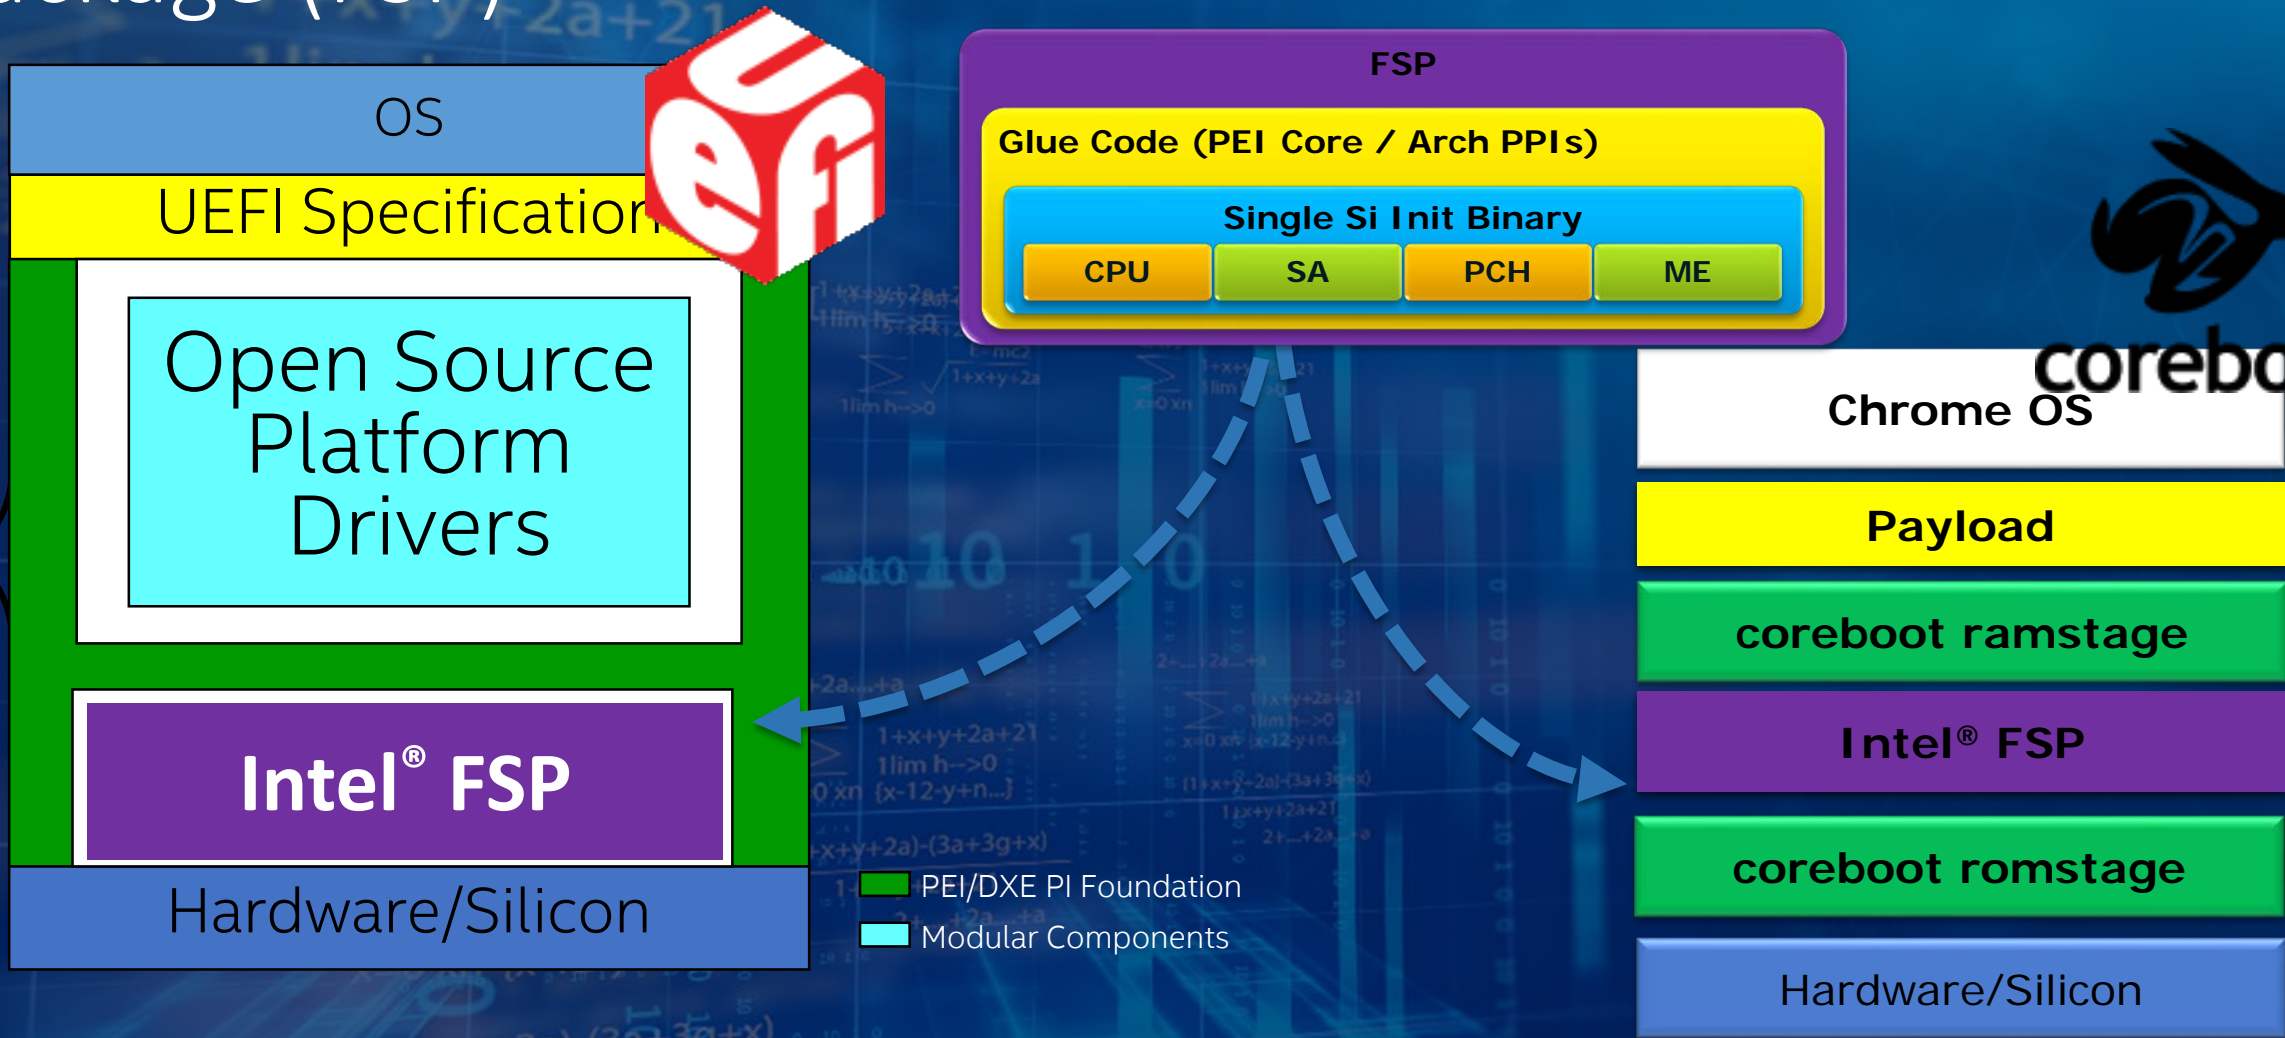 OS
UEFI Specification
uefi
Open Source
Platform
Drivers
Intel® FSP
Hardware/Silicon
FSP
Glue Code (PEI Core / Arch PPIs)
Single Si Init Binary
CPU SA PCH ME
PEI/DXE PI Foundation
Modular Components
Chrome OS
Payload
coreboot ramstage
Intel® FSP
coreboot romstage
Hardware/Silicon